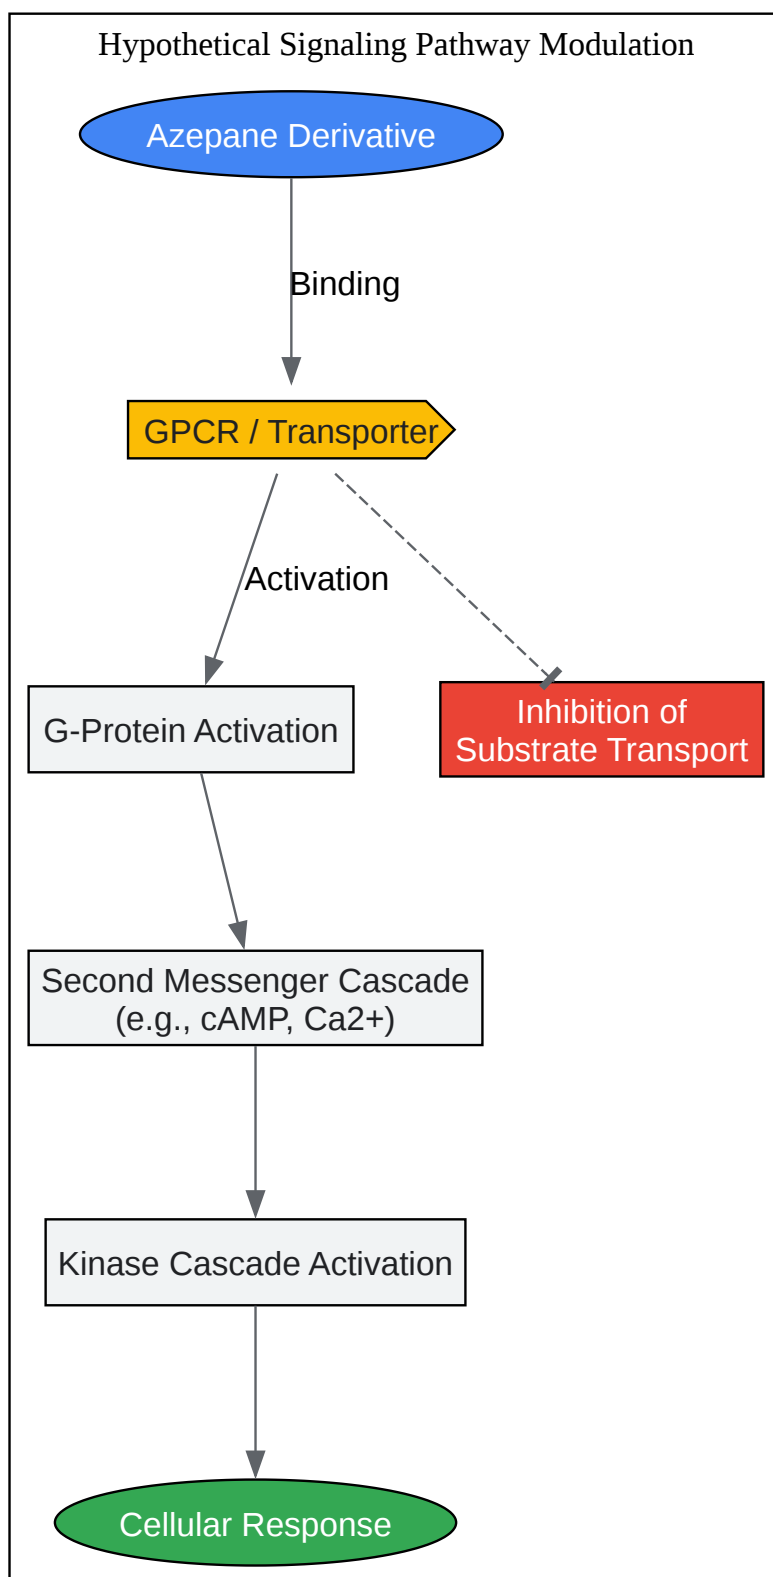 Hypothetical Signaling Pathway Modulation
Azepane Derivative
Binding
GPCR / Transporter
Activation
G-Protein Activation
Inhibition of
Substrate Transport
Second Messenger Cascade
(e.g., cAMP, Ca2+)
Kinase Cascade Activation
Cellular Response